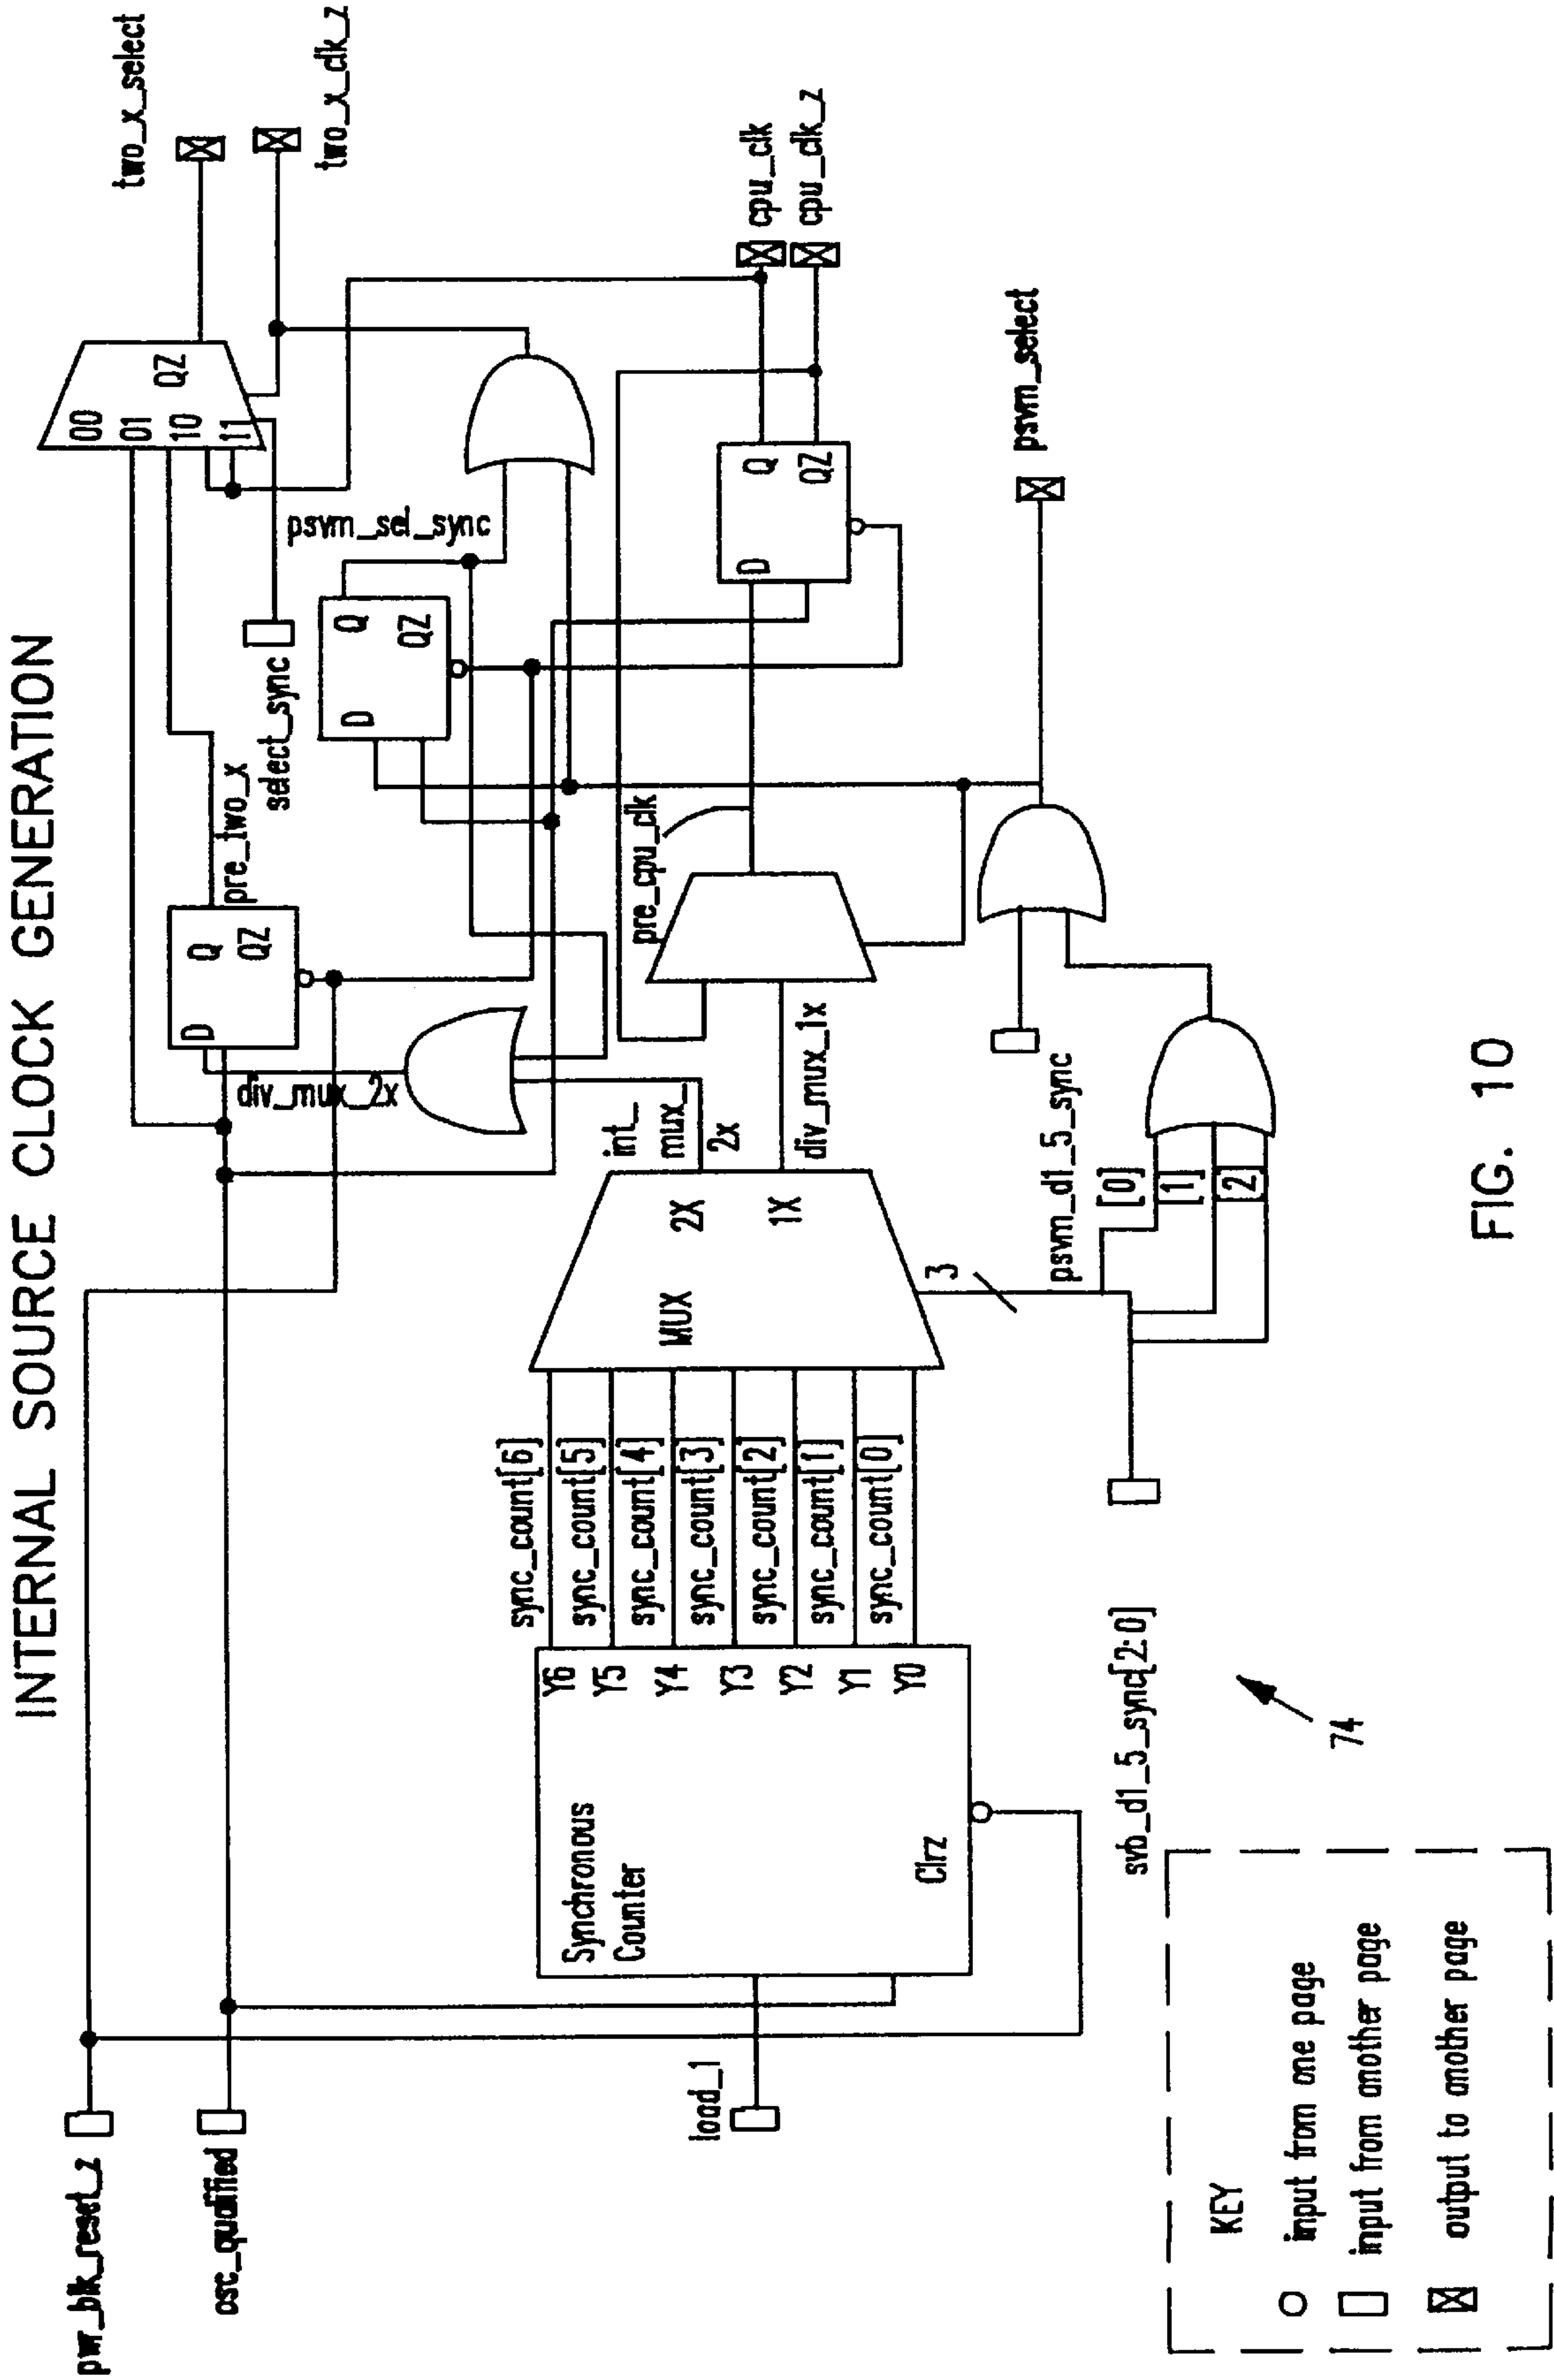 INTERNAL SOURCE CLOCK GENERATION
pwr_blk_reset_z
osc_qualified
load_1
Synchronous
Counter
Clrz
Y6
Y5
Y4
Y3
Y2
Y1
Y0
sync_count[6]
sync_count[5]
sync_count[4]
sync_count[3]
sync_count[2]
sync_count[1]
sync_count[0]
MUX
2X
1X
3
int_
mux_
2x
div_mux_1x
div_mux_2x
D
Q
QZ
pre_two_x
select_sync
D
Q
QZ
psvm_sel_sync
00
01
10
11
QZ
two_x_select
two_x_clk_z
pre_cpu_clk
D
Q
QZ
cpu_clk
cpu_clk_z
psvm_select
psvm_d1_5_sync
[0]
[1]
[2]
svb_d1_5_sync[2:0]
74
KEY
input from one page
input from another page
output to another page
FIG. 10